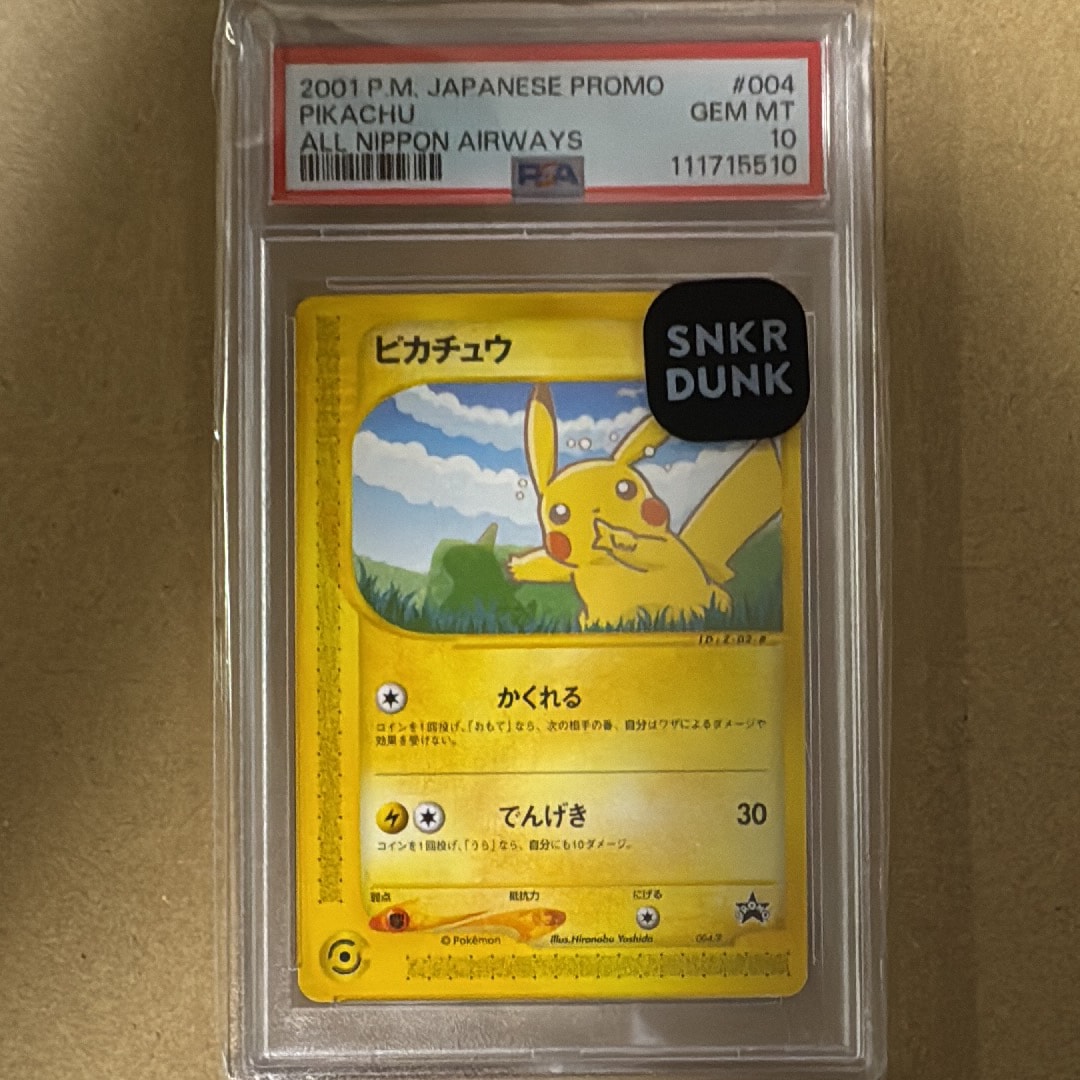 2001 P.M. JAPANESE PROMO #004
PIKACHU GEM MT
ALL NIPPON AIRWAYS 10
PSA 111715510
SNKR
DUNK
ピカチュウ
ID:Z-02-#
かくれる
コインを1回投げ、「おもて」なら、次の相手の番、自分はワザによるダメージや
効果を受けない。
でんげき 30
コインを1回投げ、「うら」なら、自分にも10ダメージ。
弱点 抵抗力 にげる
© Pokémon illus.Hironobu Yoshida 004/P